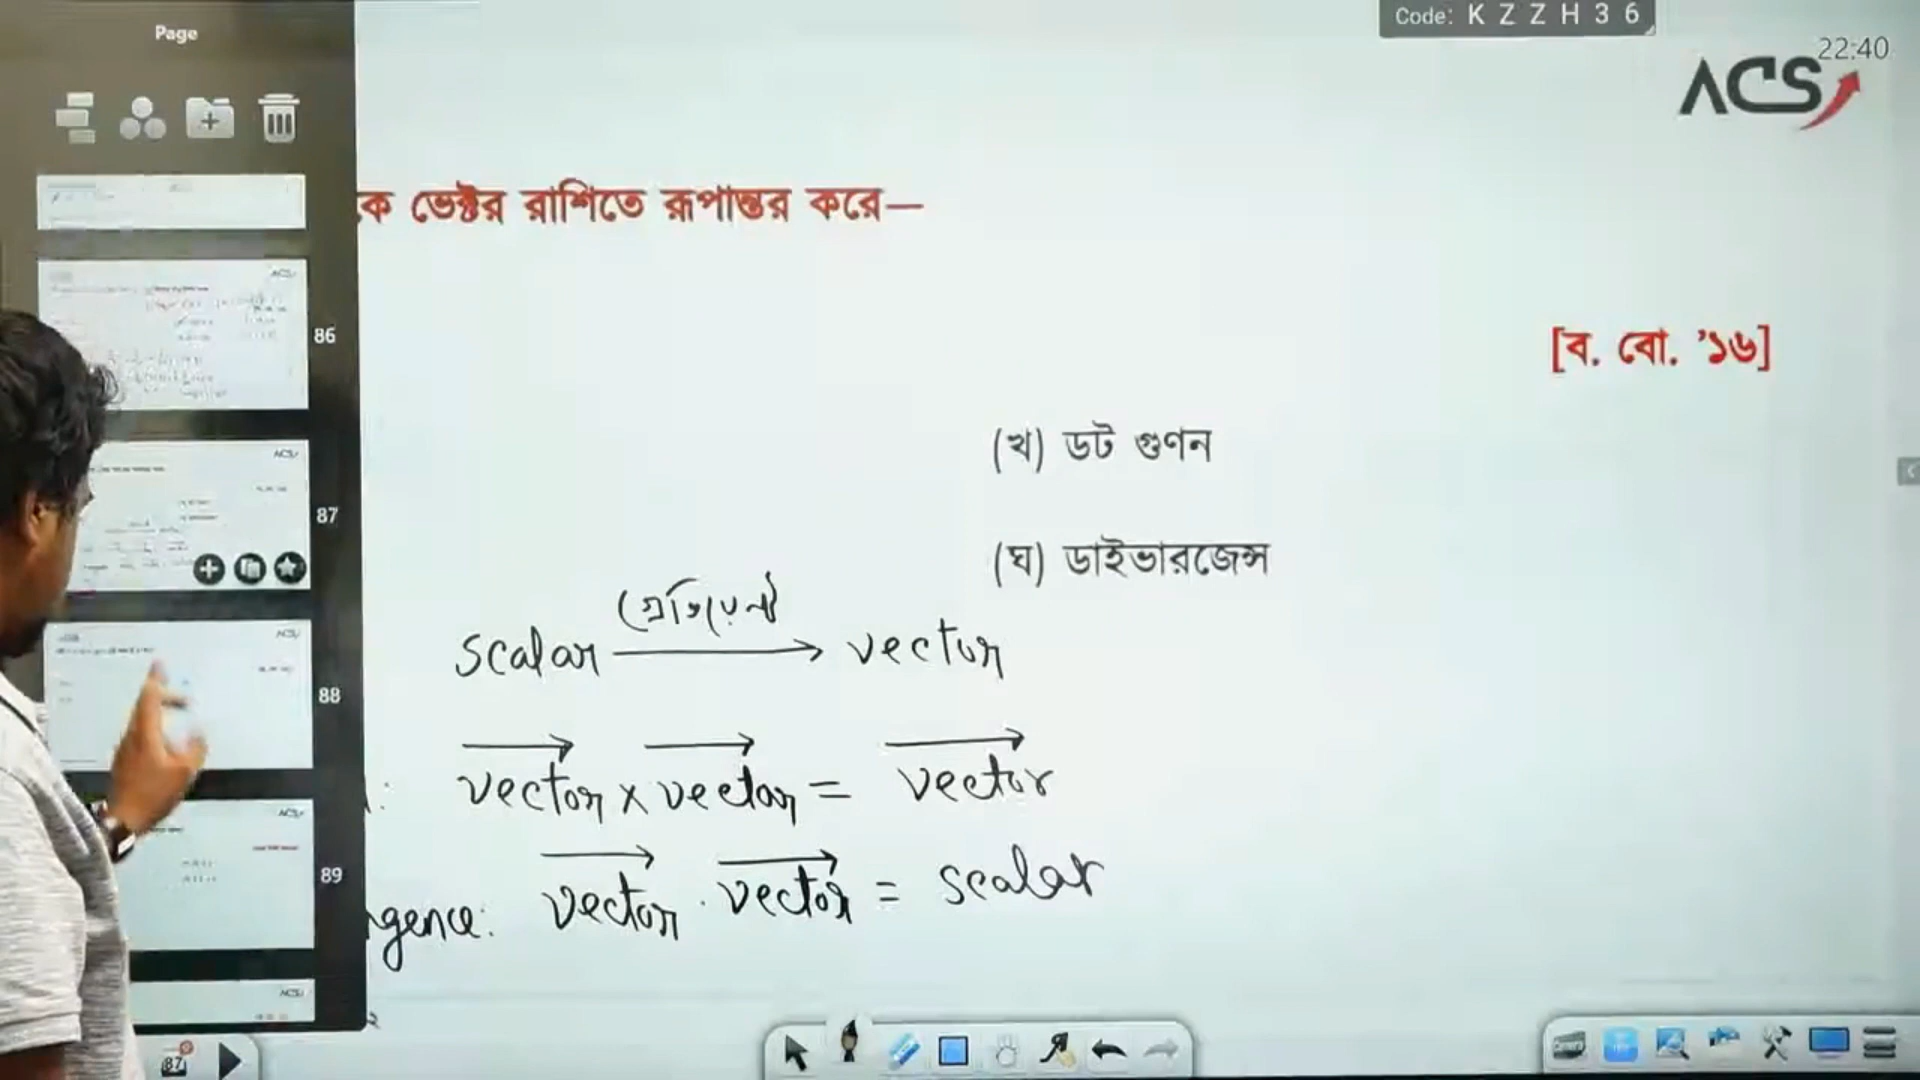 Page
Code: K Z Z H 3 6
22:40
ACS
ক ভেক্টর রাশিতে রূপান্তর করে—
[ব. বো. '১৬]
(খ) ডট গুণন
(ঘ) ডাইভারজেন্স
scalar → vector
vector × vector = vector
gence: vector . vector = scalar
86
87
88
89
87